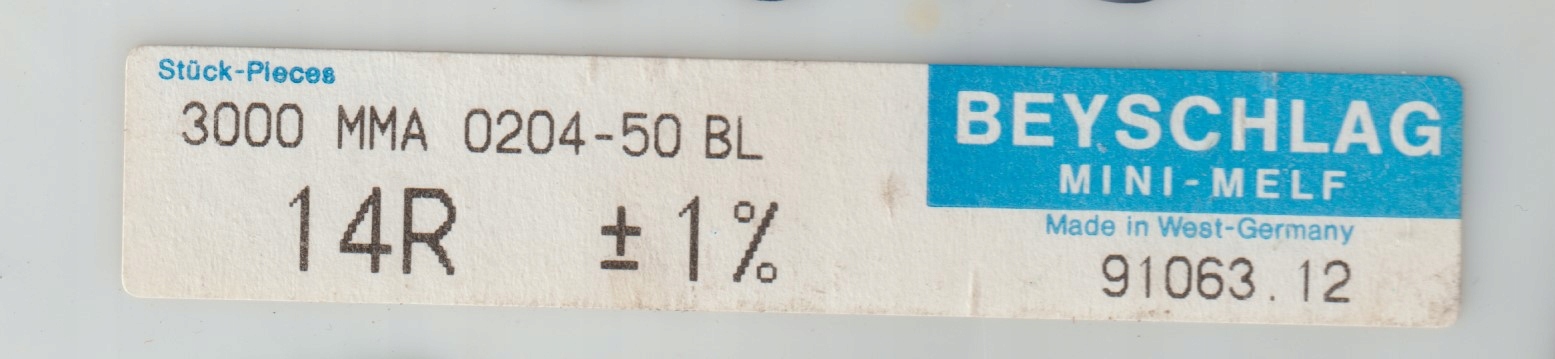 Stück-Pieces
3000 MMA 0204-50 BL
14R ±1%
BEYSCHLAG
MINI-MELF
Made in West-Germany
91063.12